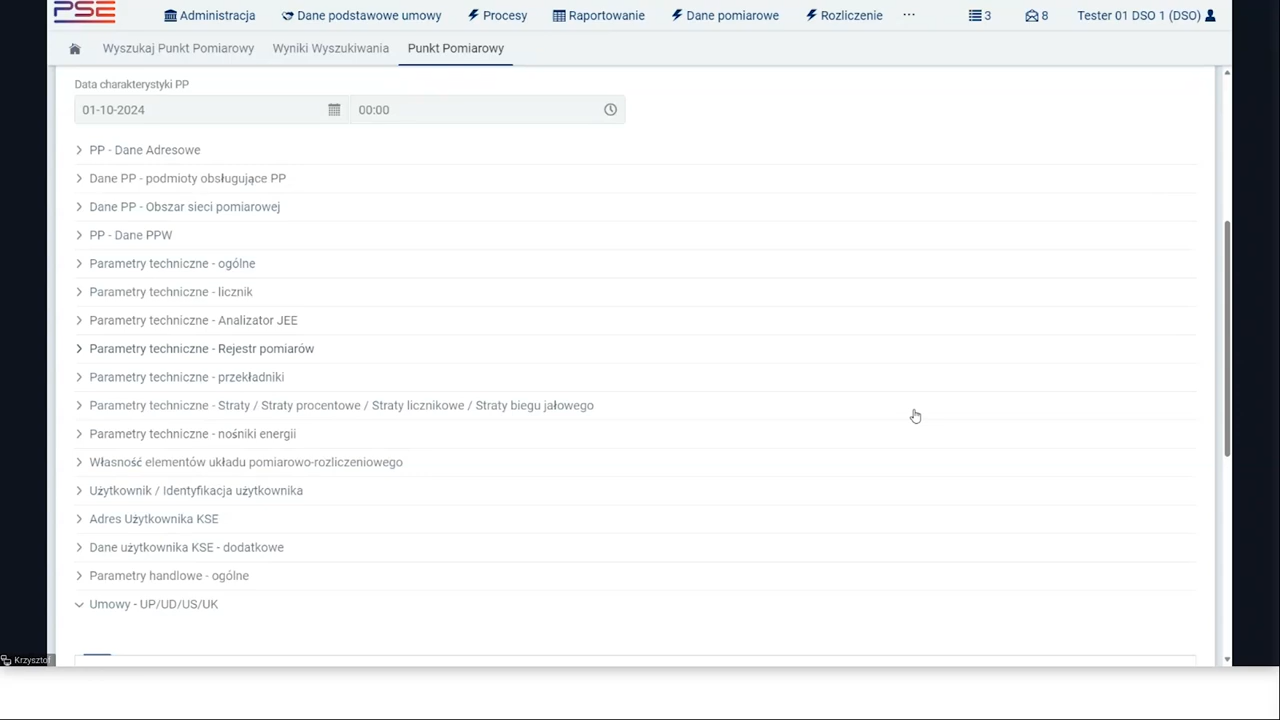 PSE
Administracja Dane podstawowe umowy Procesy Raportowanie Dane pomiarowe Rozliczenie ... 3 8 Tester 01 DSO 1 (DSO)
Wyszukaj Punkt Pomiarowy Wyniki Wyszukiwania Punkt Pomiarowy
Data charakterystyki PP
01-10-2024 00:00
PP - Dane Adresowe
Dane PP - podmioty obsługujące PP
Dane PP - Obszar sieci pomiarowej
PP - Dane PPW
Parametry techniczne - ogólne
Parametry techniczne - licznik
Parametry techniczne - Analizator JEE
Parametry techniczne - Rejestr pomiarów
Parametry techniczne - przekładniki
Parametry techniczne - Straty / Straty procentowe / Straty licznikowe / Straty biegu jałowego
Parametry techniczne - nośniki energii
Własność elementów układu pomiarowo-rozliczeniowego
Użytkownik / Identyfikacja użytkownika
Adres Użytkownika KSE
Dane użytkownika KSE - dodatkowe
Parametry handlowe - ogólne
Umowy - UP/UD/US/UK
Krzysztof